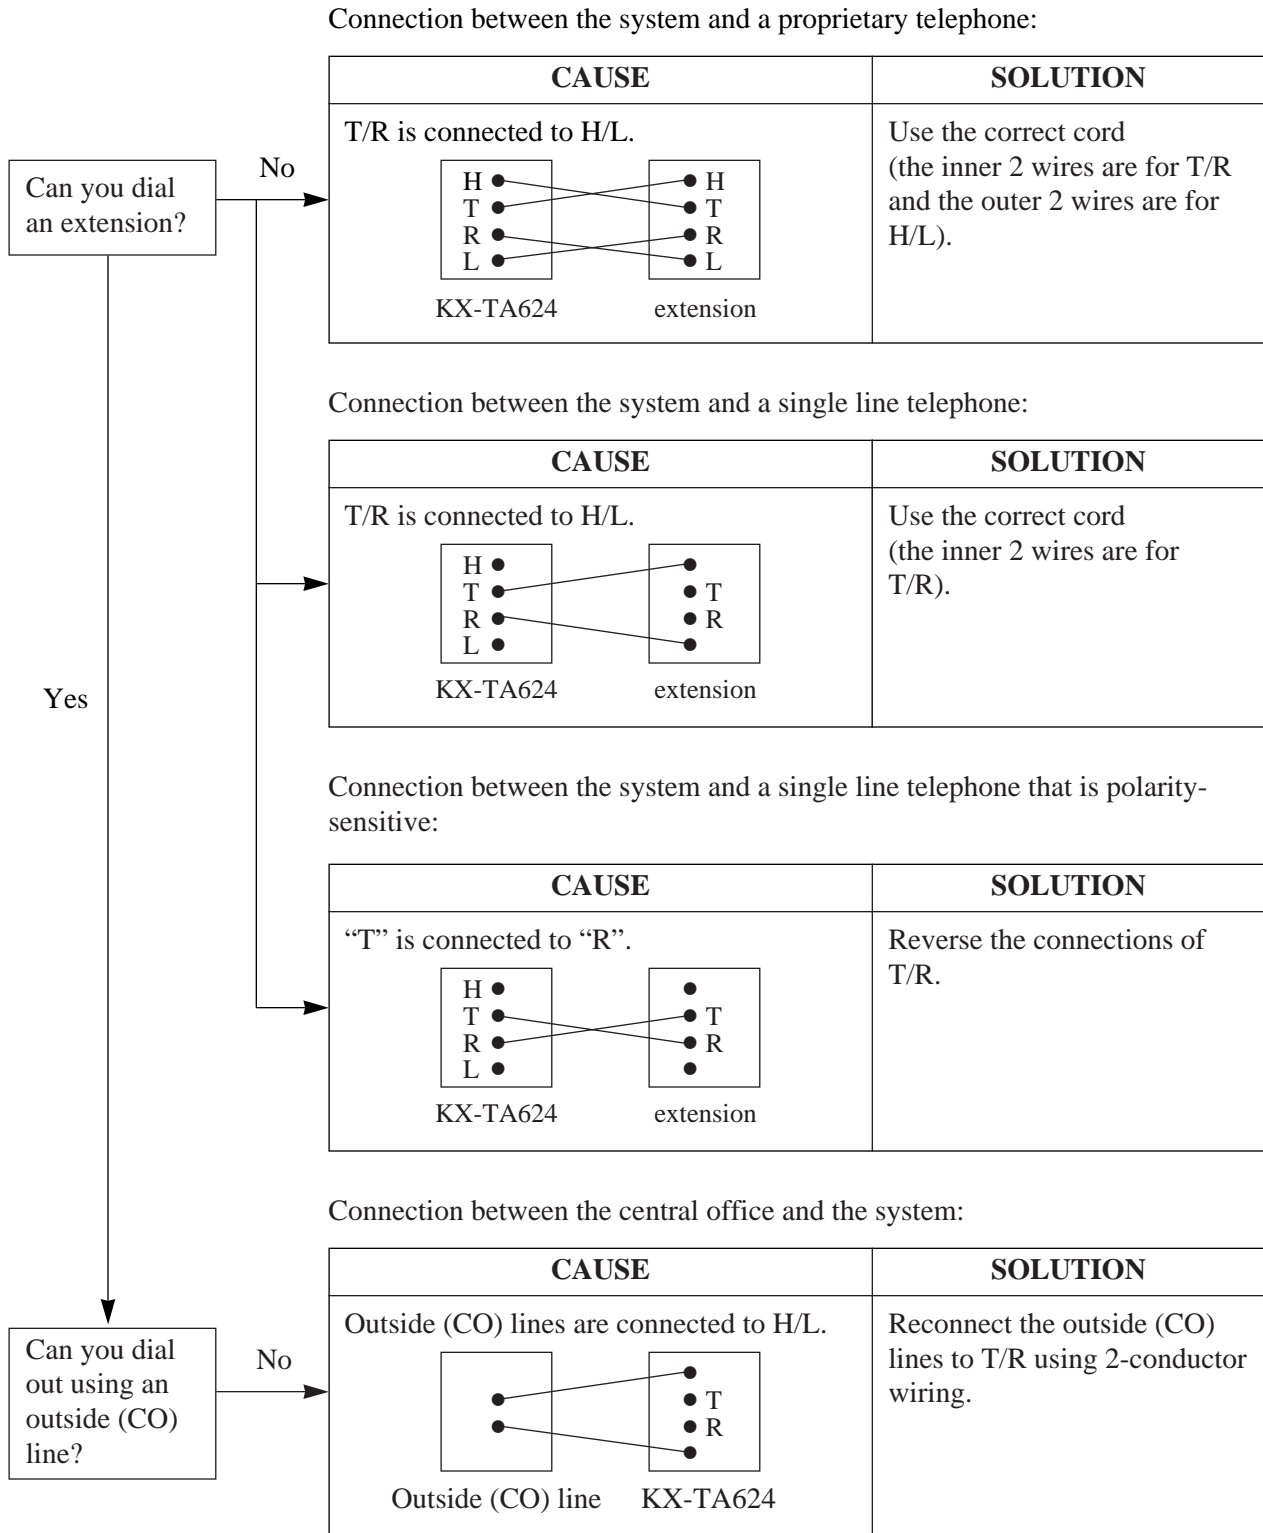 Connection between the system and a proprietary telephone:
CAUSE
SOLUTION
T/R is connected to H/L.
H
T
R
L
H
T
R
L
KX-TA624
extension
Use the correct cord
(the inner 2 wires are for T/R
and the outer 2 wires are for
H/L).
Can you dial
an extension?
No
Yes
Connection between the system and a single line telephone:
CAUSE
SOLUTION
T/R is connected to H/L.
H
T
R
L
T
R
KX-TA624
extension
Use the correct cord
(the inner 2 wires are for
T/R).
Connection between the system and a single line telephone that is polarity-
sensitive:
CAUSE
SOLUTION
“T” is connected to “R”.
H
T
R
L
T
R
KX-TA624
extension
Reverse the connections of
T/R.
Connection between the central office and the system:
CAUSE
SOLUTION
Can you dial
out using an
outside (CO)
line?
No
Outside (CO) lines are connected to H/L.
T
R
Outside (CO) line
KX-TA624
Reconnect the outside (CO)
lines to T/R using 2-conductor
wiring.